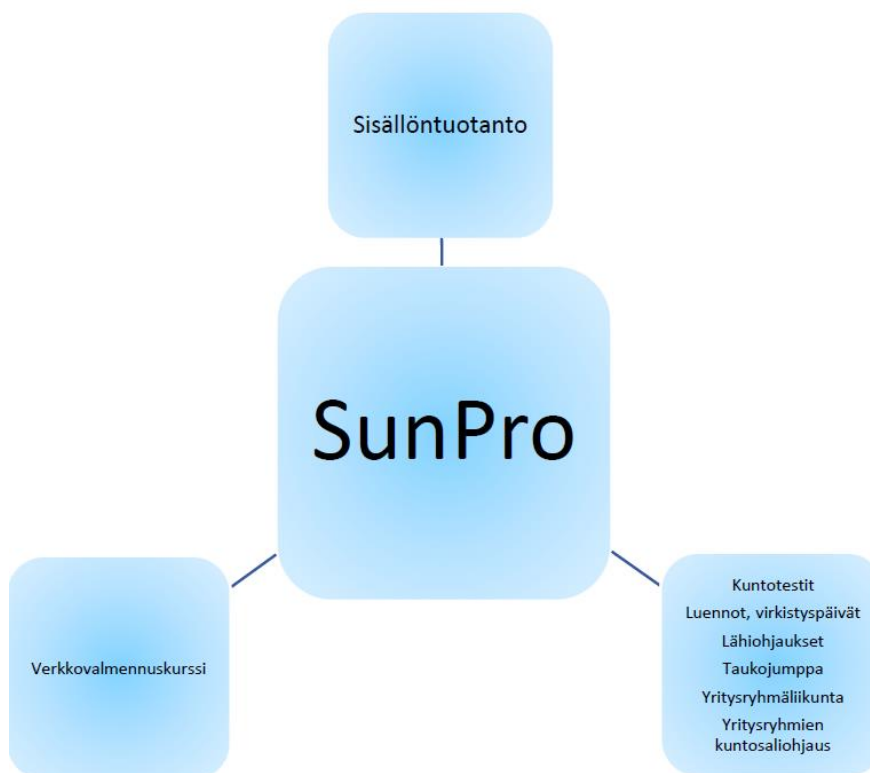 Sisällöntuotanto
SunPro
Verkkovalmennuskurssi
Kuntotestit
Luennot, virkistyspäivät
Lähiohjaukset
Taukojumppa
Yritysryhmäliikunta
Yritysryhmien
kuntosaliohjaus